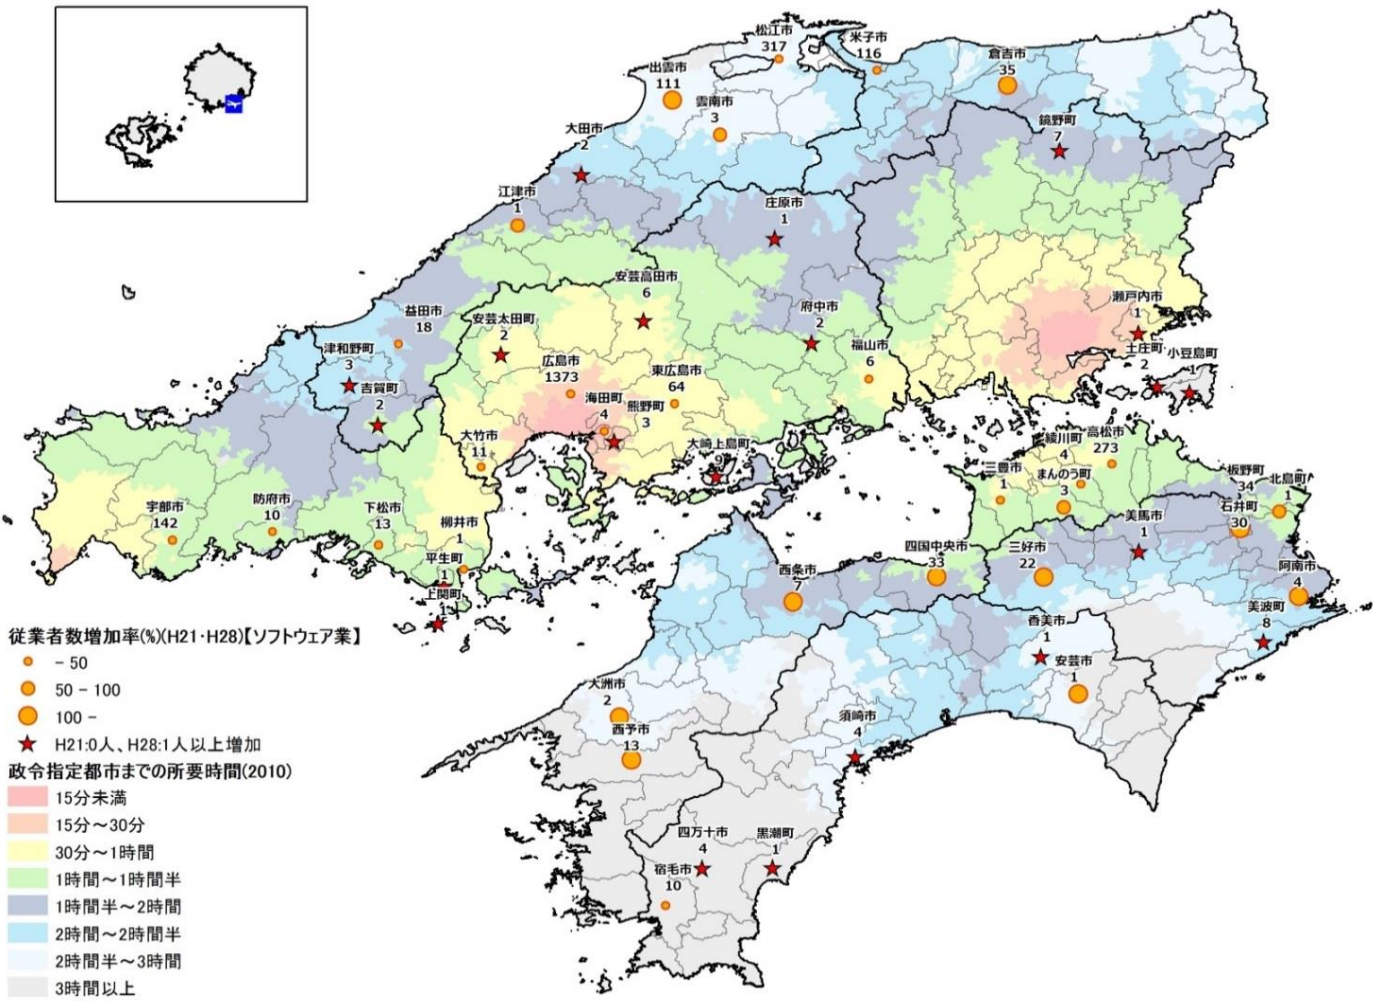 松江市
317
米子市
116
倉吉市
35
出雲市
111
雲南市
3
大田市
2
鏡野町
7
江津市
1
庄原市
1
安芸高田市
6
瀬戸内市
1
益田市
18
安芸太田町
2
府中市
2
福山市
6
土庄町
2
小豆島町
1
津和野町
3
広島市
1373
東広島市
64
吉賀町
2
海田町
4
熊野町
3
大竹市
11
大崎上島町
9
綾川町
4
高松市
273
三豊市
1
まんのう町
3
板野町
34
北島町
1
石井町
30
宇部市
142
防府市
10
下松市
13
柳井市
1
美馬市
1
平生町
1
上関町
1
西条市
7
四国中央市
33
三好市
22
阿南市
4
美波町
8
香美市
1
安芸市
1
大洲市
2
西予市
13
須崎市
4
四万十市
4
黒潮町
1
宿毛市
10
従業者数増加率(%)(H21・H28)【ソフトウェア業】
- 50
50 - 100
100 -
H21:0人、H28:1人以上増加
政令指定都市までの所要時間(2010)
15分未満
15分～30分
30分～1時間
1時間～1時間半
1時間半～2時間
2時間～2時間半
2時間半～3時間
3時間以上